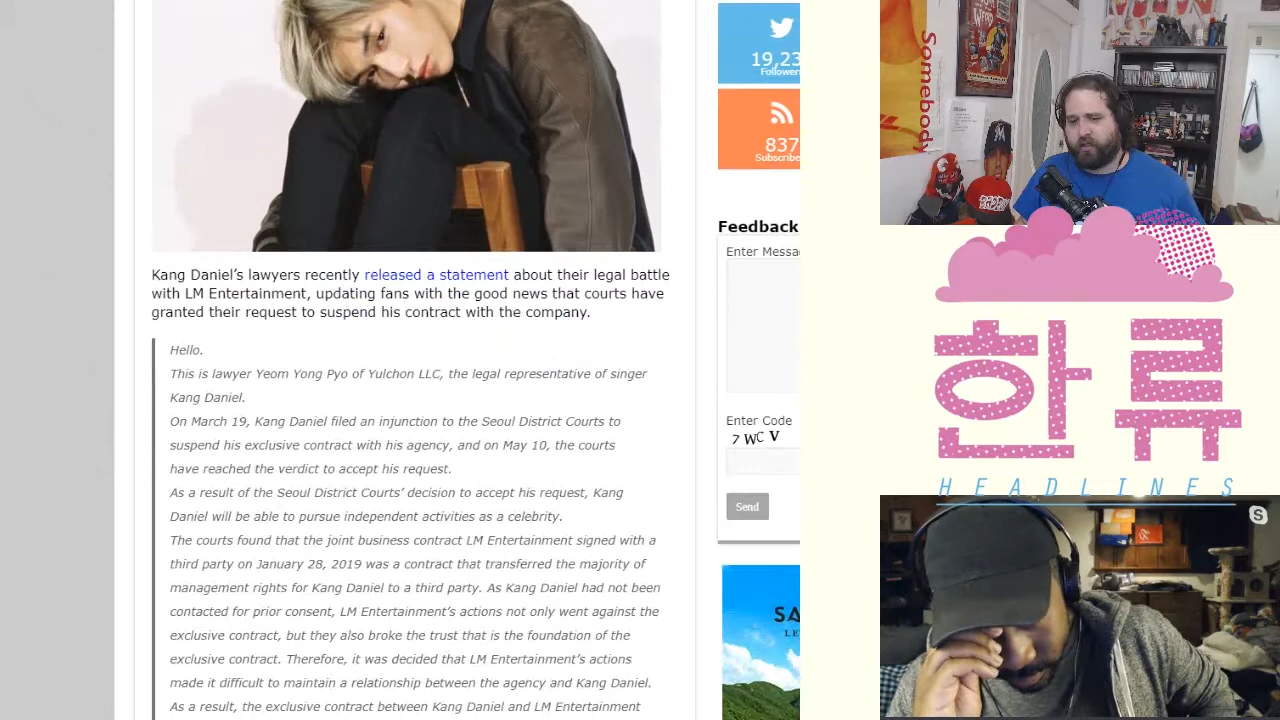 Kang Daniel’s lawyers recently released a statement about their legal battle
with LM Entertainment, updating fans with the good news that courts have
granted their request to suspend his contract with the company.
Hello.
This is lawyer Yeom Yong Pyo of Yulchon LLC, the legal representative of singer
Kang Daniel.
On March 19, Kang Daniel filed an injunction to the Seoul District Courts to
suspend his exclusive contract with his agency, and on May 10, the courts
have reached the verdict to accept his request.
As a result of the Seoul District Courts’ decision to accept his request, Kang
Daniel will be able to pursue independent activities as a celebrity.
The courts found that the joint business contract LM Entertainment signed with a
third party on January 28, 2019 was a contract that transferred the majority of
management rights for Kang Daniel to a third party. As Kang Daniel had not been
contacted for prior consent, LM Entertainment’s actions not only went against the
exclusive contract, but they also broke the trust that is the foundation of the
exclusive contract. Therefore, it was decided that LM Entertainment’s actions
made it difficult to maintain a relationship between the agency and Kang Daniel.
As a result, the exclusive contract between Kang Daniel and LM Entertainment
19,23
Followers
837
Subscribe
Feedback
Enter Messa
Enter Code
7 WC V
Send
SA
LE
Somebody
한류
HEADLINES